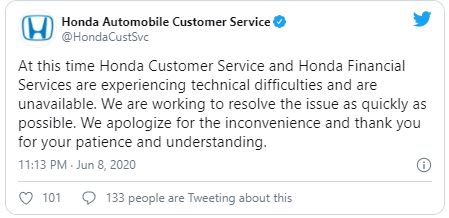 Honda Automobile Customer Service
@HondaCustSvc
At this time Honda Customer Service and Honda Financial
Services are experiencing technical difficulties and are
unavailable. We are working to resolve the issue as quickly as
possible. We apologize for the inconvenience and thank you
for your patience and understanding.
11:13 PM · Jun 8, 2020
101 133 people are Tweeting about this